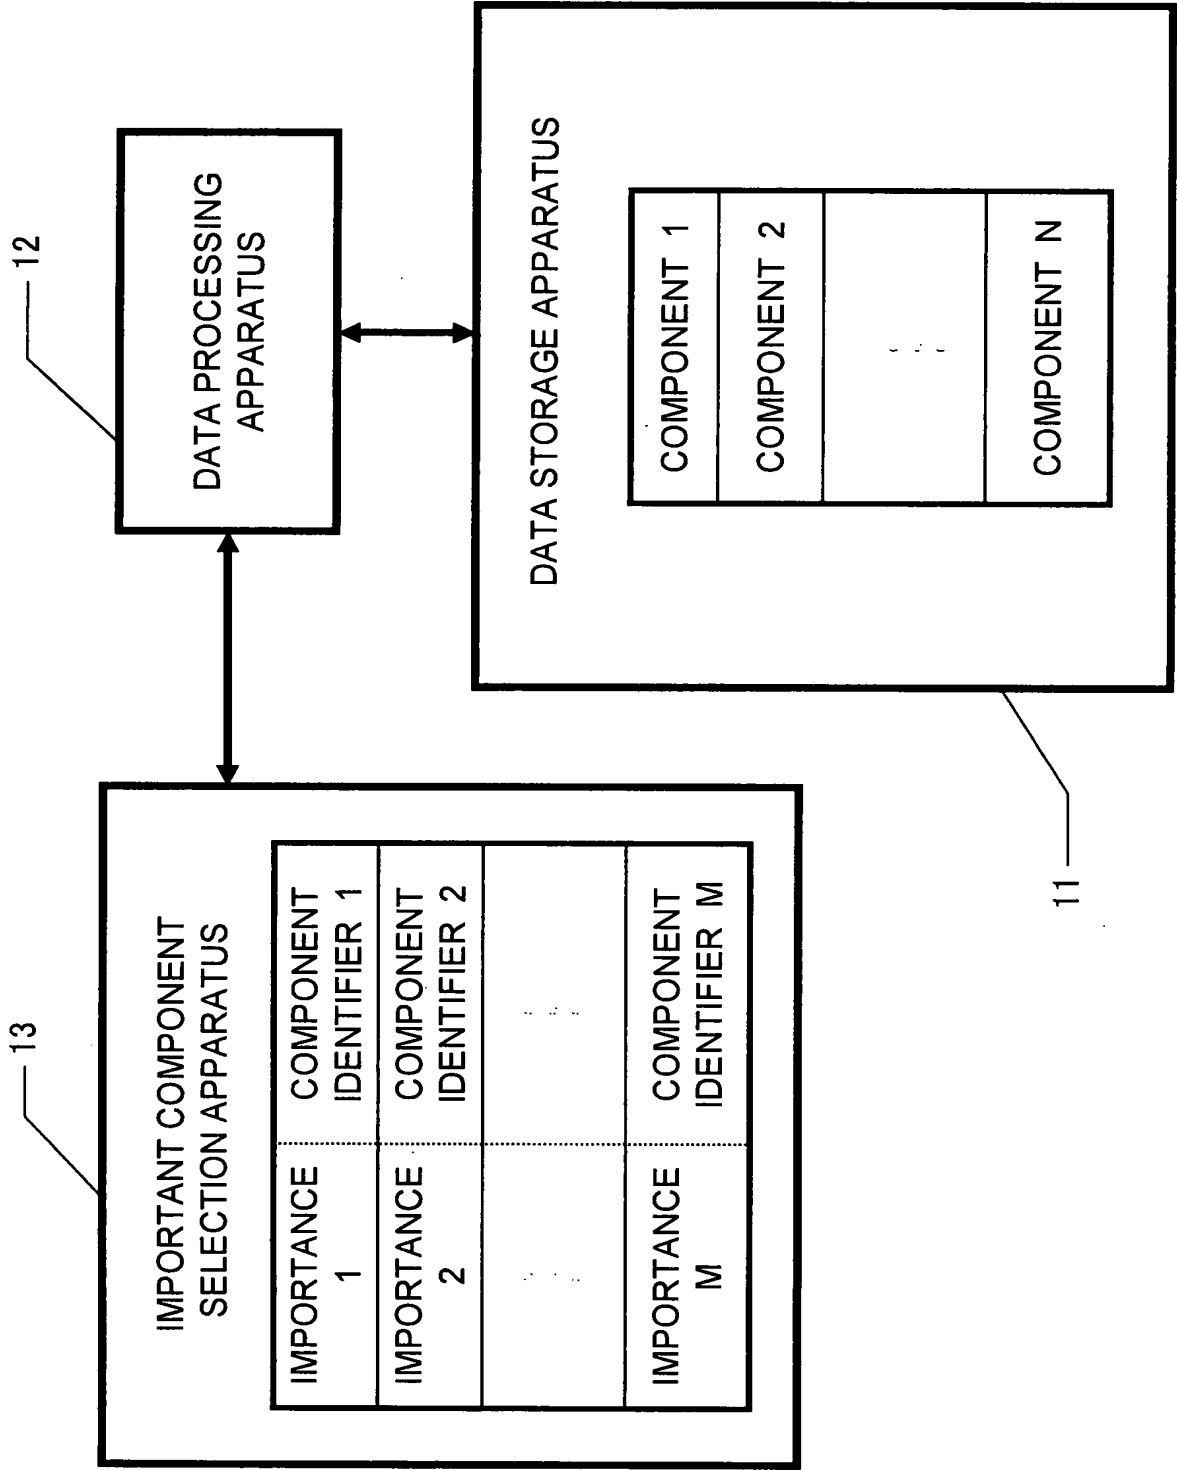 13
IMPORTANT COMPONENT
SELECTION APPARATUS
IMPORTANCE
1
COMPONENT
IDENTIFIER 1
IMPORTANCE
2
COMPONENT
IDENTIFIER 2
IMPORTANCE
M
COMPONENT
IDENTIFIER M
12
DATA PROCESSING
APPARATUS
DATA STORAGE APPARATUS
COMPONENT 1
COMPONENT 2
COMPONENT N
11